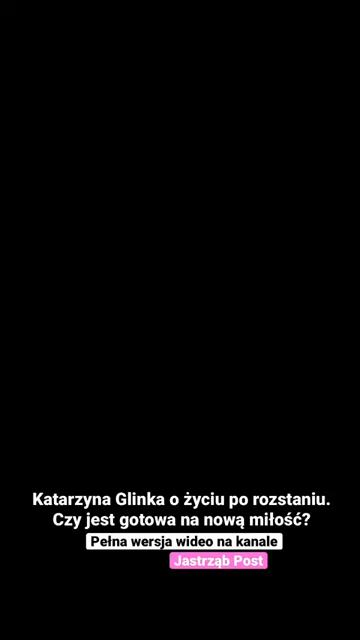 Katarzyna Glinka o życiu po rozstaniu.
Czy jest gotowa na nową miłość?
Pełna wersja wideo na kanale
Jastrząb Post